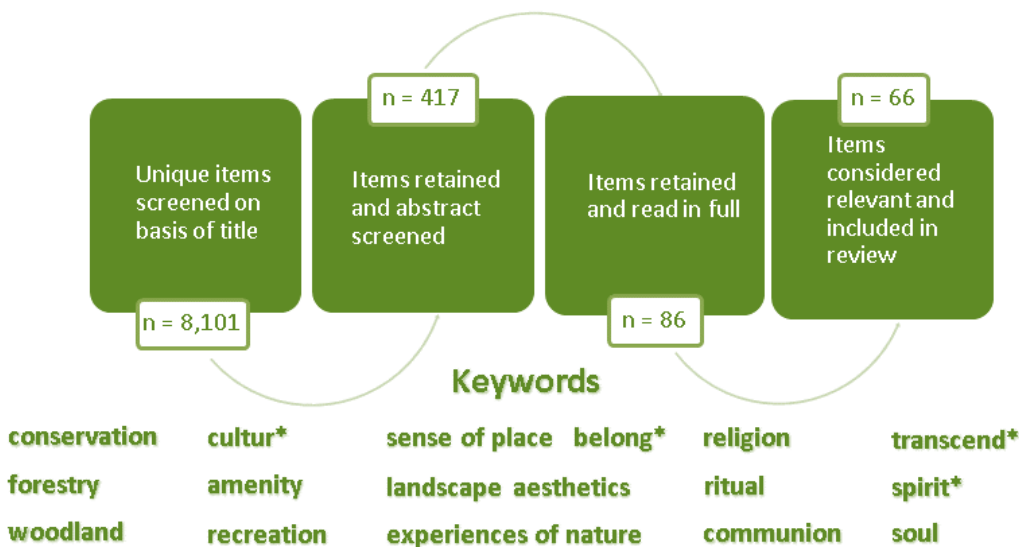 n = 417
n = 66
Unique items
screened on
basis of title
Items retained
and abstract
screened
Items retained
and read in full
Items
considered
relevant and
included in
review
n = 8,101
n = 86
Keywords
conservation cultur* sense of place belong* religion transcend*
forestry amenity landscape aesthetics ritual spirit*
woodland recreation experiences of nature communion soul